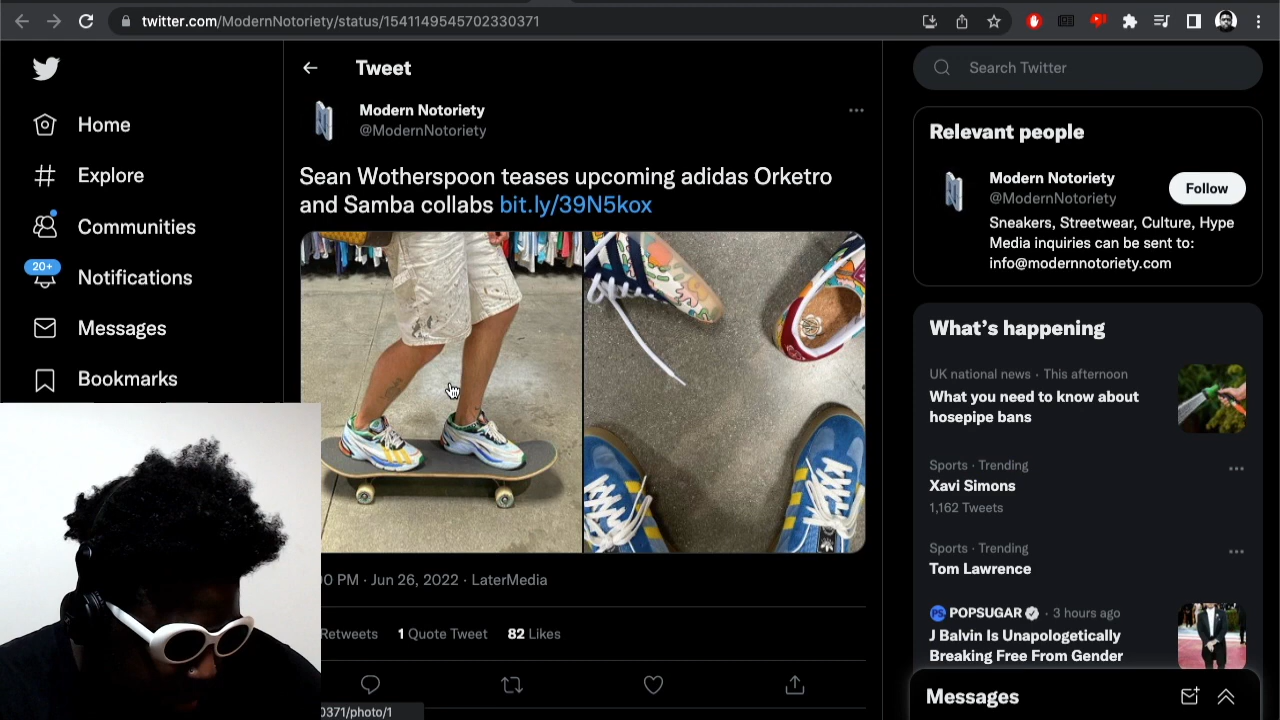 twitter.com/ModernNotoriety/status/1541149545702330371
Home
Explore
Communities
20+
Notifications
Messages
Bookmarks
Tweet
Modern Notoriety
@ModernNotoriety
Sean Wotherspoon teases upcoming adidas Orketro
and Samba collabs bit.ly/39N5kox
0 PM · Jun 26, 2022 · LaterMedia
Retweets 1 Quote Tweet 82 Likes
0371/photo/1
Search Twitter
Relevant people
Modern Notoriety
@ModernNotoriety
Follow
Sneakers, Streetwear, Culture, Hype
Media inquiries can be sent to:
info@modernnotoriety.com
What's happening
UK national news · This afternoon
What you need to know about
hosepipe bans
Sports · Trending
Xavi Simons
1,162 Tweets
Sports · Trending
Tom Lawrence
PS POPSUGAR · 3 hours ago
J Balvin Is Unapologetically
Breaking Free From Gender
Messages